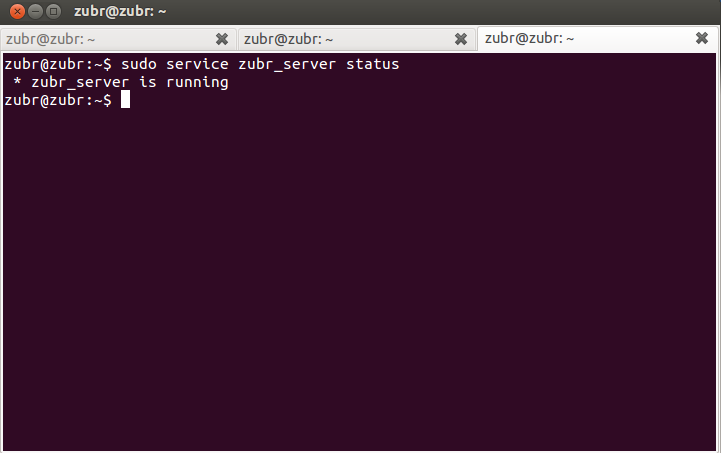 zubr@zubr: ~
zubr@zubr: ~ zubr@zubr: ~ zubr@zubr: ~
zubr@zubr:~$ sudo service zubr_server status
 * zubr_server is running
zubr@zubr:~$